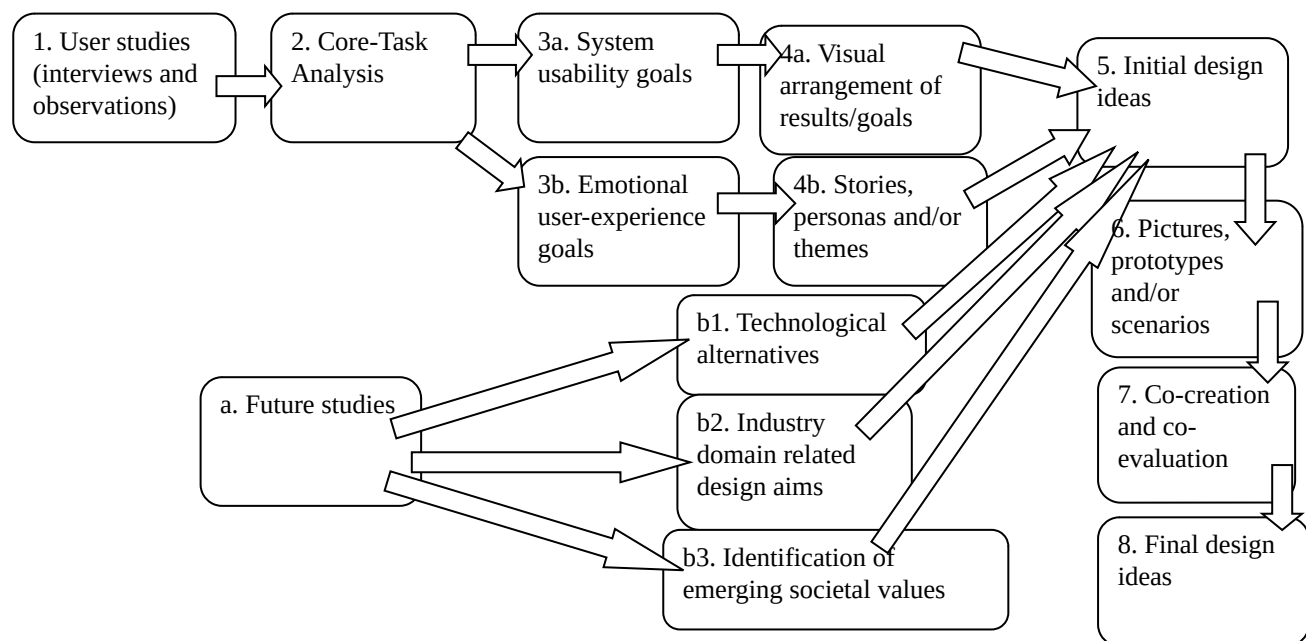 1. User studies
(interviews and
observations)
2. Core-Task
Analysis
3a. System
usability goals
4a. Visual
arrangement of
results/goals
5. Initial design
ideas
3b. Emotional
user-experience
goals
4b. Stories,
personas and/or
themes
6. Pictures,
prototypes
and/or
scenarios
b1. Technological
alternatives
a. Future studies
b2. Industry
domain related
design aims
7. Co-creation
and co-
evaluation
b3. Identification of
emerging societal values
8. Final design
ideas